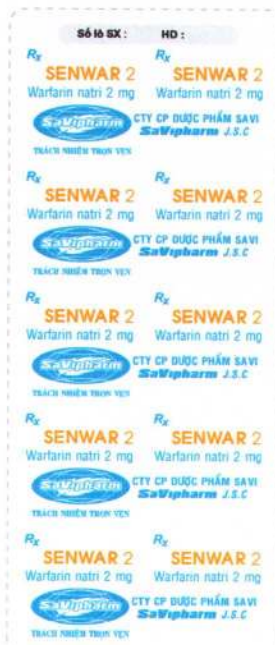 Số lô SX : HD :
Rx Rx
SENWAR 2 SENWAR 2
Warfarin natri 2 mg Warfarin natri 2 mg
SaVipharm CTY CP DƯỢC PHẨM SAVI
SaVipharm J.S.C
TRÁCH NHIỆM TRỌN VẸN
Rx Rx
SENWAR 2 SENWAR 2
Warfarin natri 2 mg Warfarin natri 2 mg
SaVipharm CTY CP DƯỢC PHẨM SAVI
SaVipharm J.S.C
TRÁCH NHIỆM TRỌN VẸN
Rx Rx
SENWAR 2 SENWAR 2
Warfarin natri 2 mg Warfarin natri 2 mg
SaVipharm CTY CP DƯỢC PHẨM SAVI
SaVipharm J.S.C
TRÁCH NHIỆM TRỌN VẸN
Rx Rx
SENWAR 2 SENWAR 2
Warfarin natri 2 mg Warfarin natri 2 mg
SaVipharm CTY CP DƯỢC PHẨM SAVI
SaVipharm J.S.C
TRÁCH NHIỆM TRỌN VẸN
Rx Rx
SENWAR 2 SENWAR 2
Warfarin natri 2 mg Warfarin natri 2 mg
SaVipharm CTY CP DƯỢC PHẨM SAVI
SaVipharm J.S.C
TRÁCH NHIỆM TRỌN VẸN